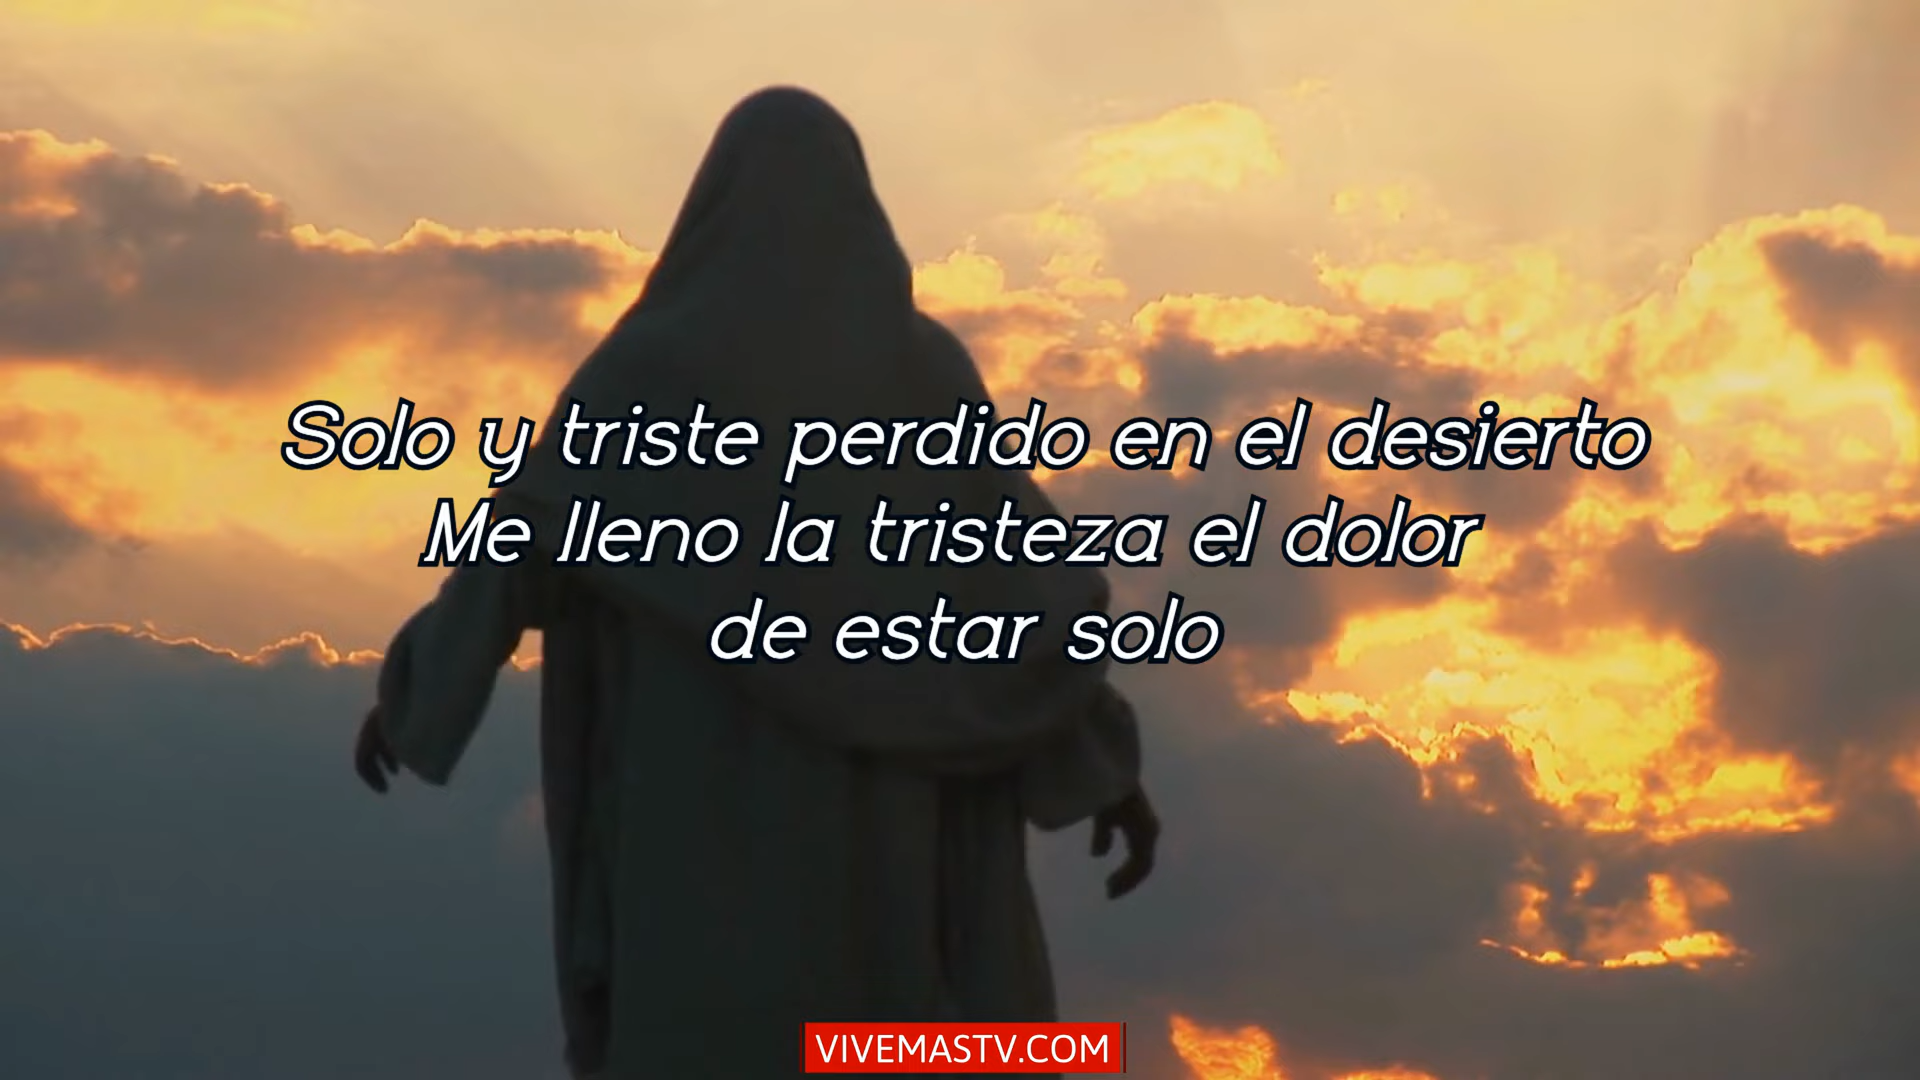 Solo y triste perdido en el desierto
Me lleno la tristeza el dolor
de estar solo
VIVEMASTV.COM